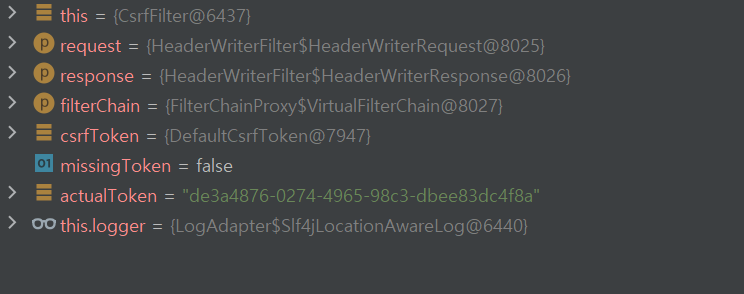 this = {CsrfFilter@6437}
p request = {HeaderWriterFilter$HeaderWriterRequest@8025}
p response = {HeaderWriterFilter$HeaderWriterResponse@8026}
p filterChain = {FilterChainProxy$VirtualFilterChain@8027}
csrfToken = {DefaultCsrfToken@7947}
01 missingToken = false
actualToken = "de3a4876-0274-4965-98c3-dbee83dc4f8a"
this.logger = {LogAdapter$Slf4jLocationAwareLog@6440}